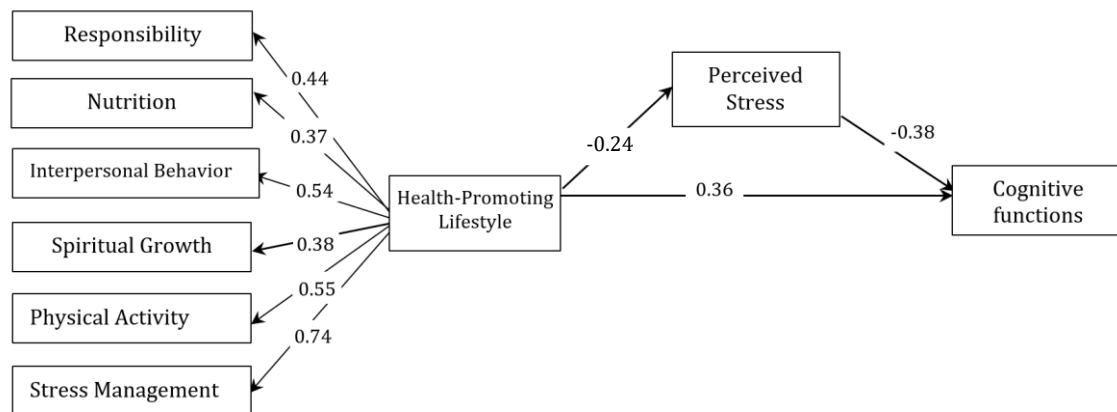 Responsibility
0.44
Nutrition
0.37
Interpersonal Behavior
0.54
Spiritual Growth
0.38
Physical Activity
0.55
Stress Management
0.74
Health-Promoting
Lifestyle
-0.24
Perceived
Stress
-0.38
0.36
Cognitive
functions